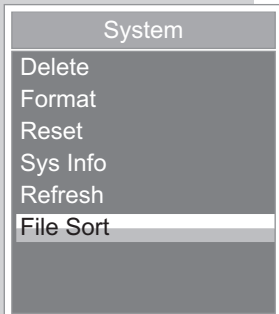 System
Delete
Format
Reset
Sys Info
Refresh
File Sort